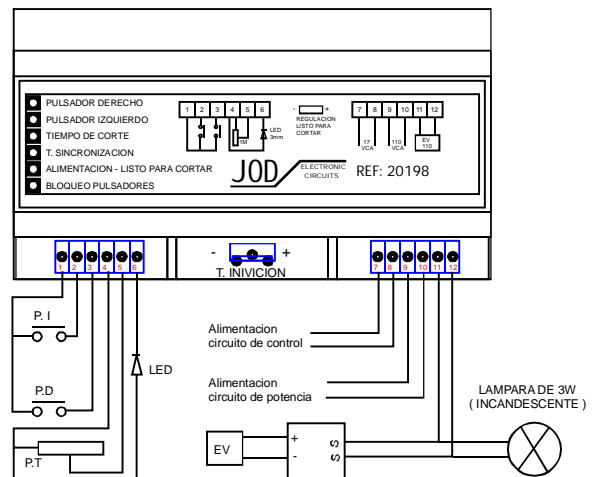 PULSADOR DERECHO
PULSADOR IZQUIERDO
TIEMPO DE CORTE
T. SINCRONIZACION
ALIMENTACION - LISTO PARA CORTAR
BLOQUEO PULSADORES
1 2 3 4 5 6
1M
LED
3mm
- +
REGULACION
LISTO PARA
CORTAR
7 8 9 10 11 12
17
VCA
110
VCA
EV
110
JOD
ELECTRONIC
CIRCUITS
REF: 20198
1 2 3 4 5 6
- +
T. INIVICION
7 8 9 10 11 12
P. I
P.D
P.T
LED
Alimentacion
circuito de control
Alimentacion
circuito de potencia
EV
+
-
S
S
LAMPARA DE 3W
( INCANDESCENTE )